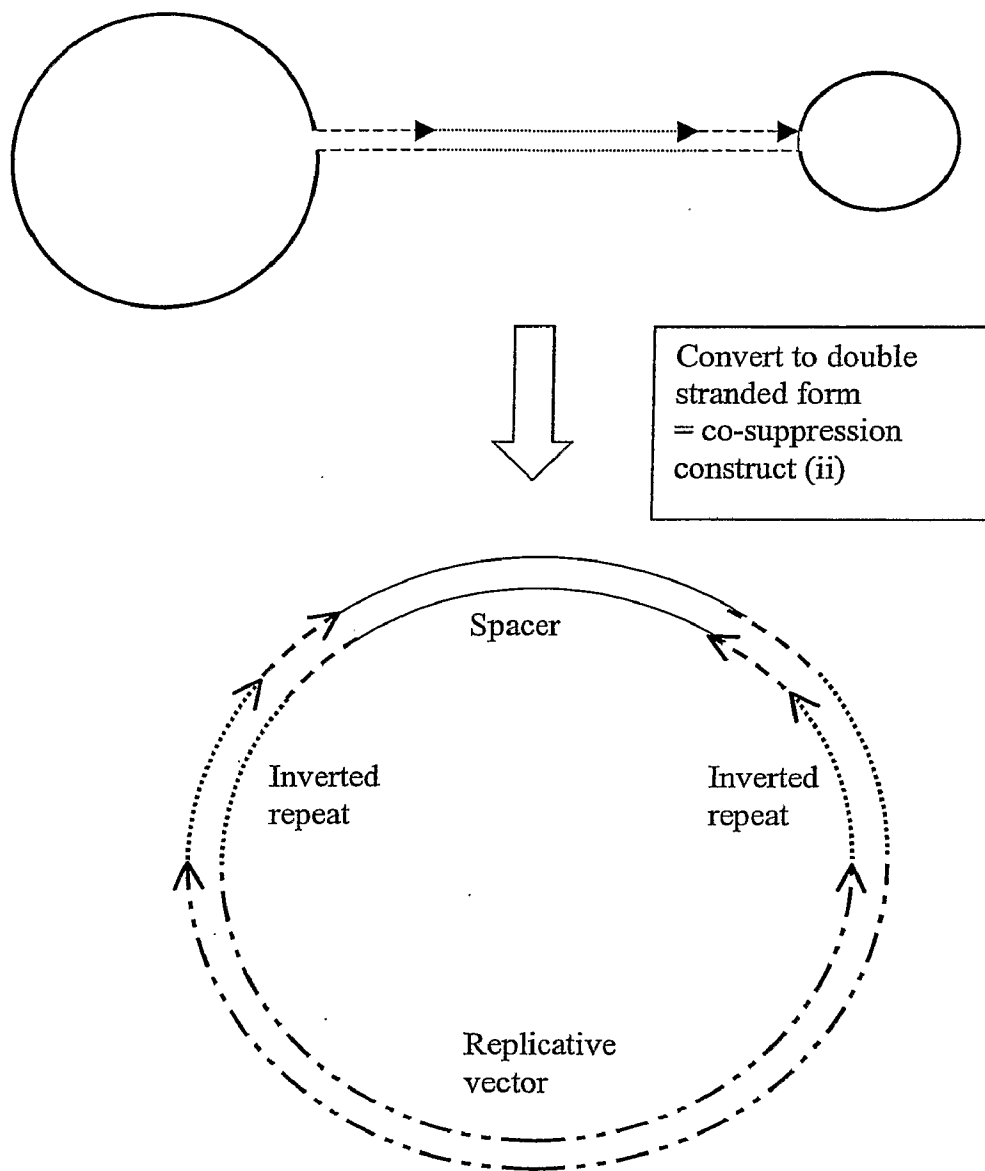 Convert to double
stranded form
= co-suppression
construct (ii)
Spacer
Inverted
repeat
Inverted
repeat
Replicative
vector